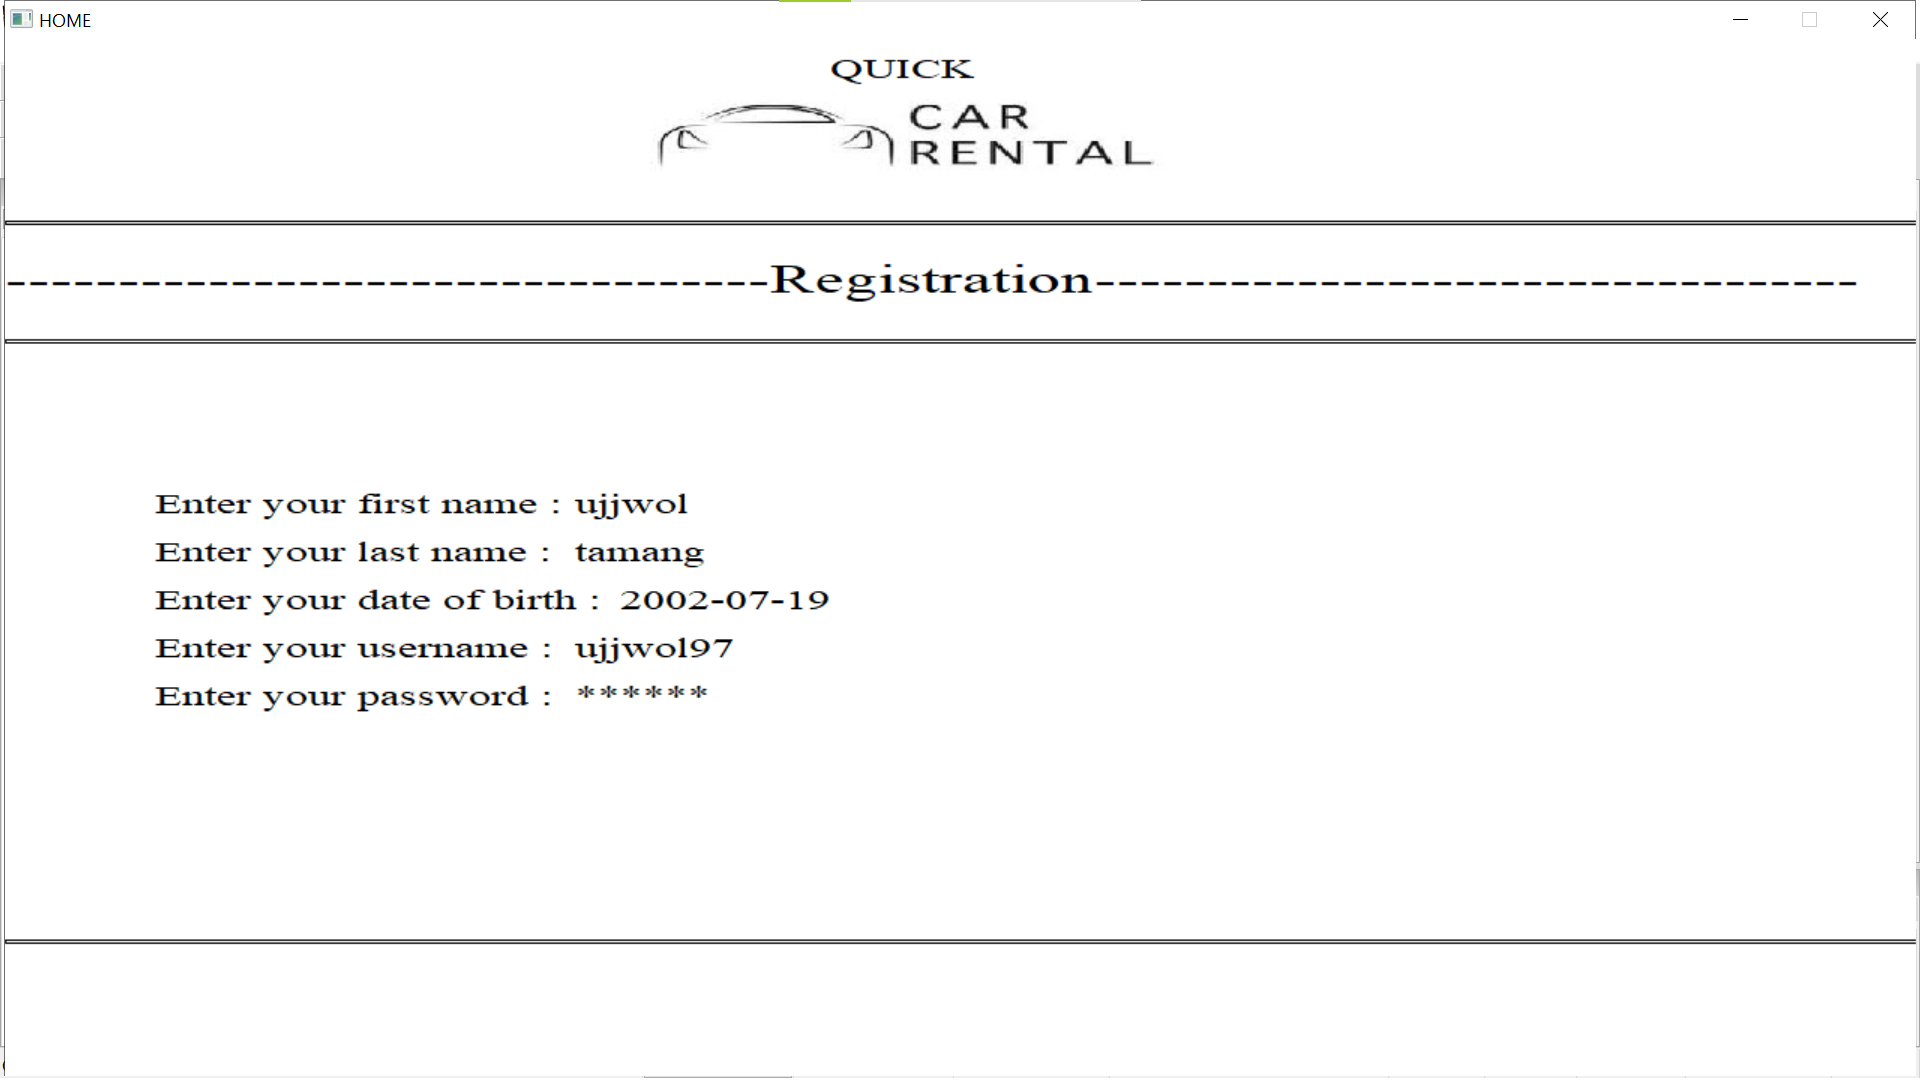 HOME
QUICK
CAR
RENTAL
----------------------------------Registration----------------------------------
Enter your first name : ujjwol
Enter your last name : tamang
Enter your date of birth : 2002-07-19
Enter your username : ujjwol97
Enter your password : ******